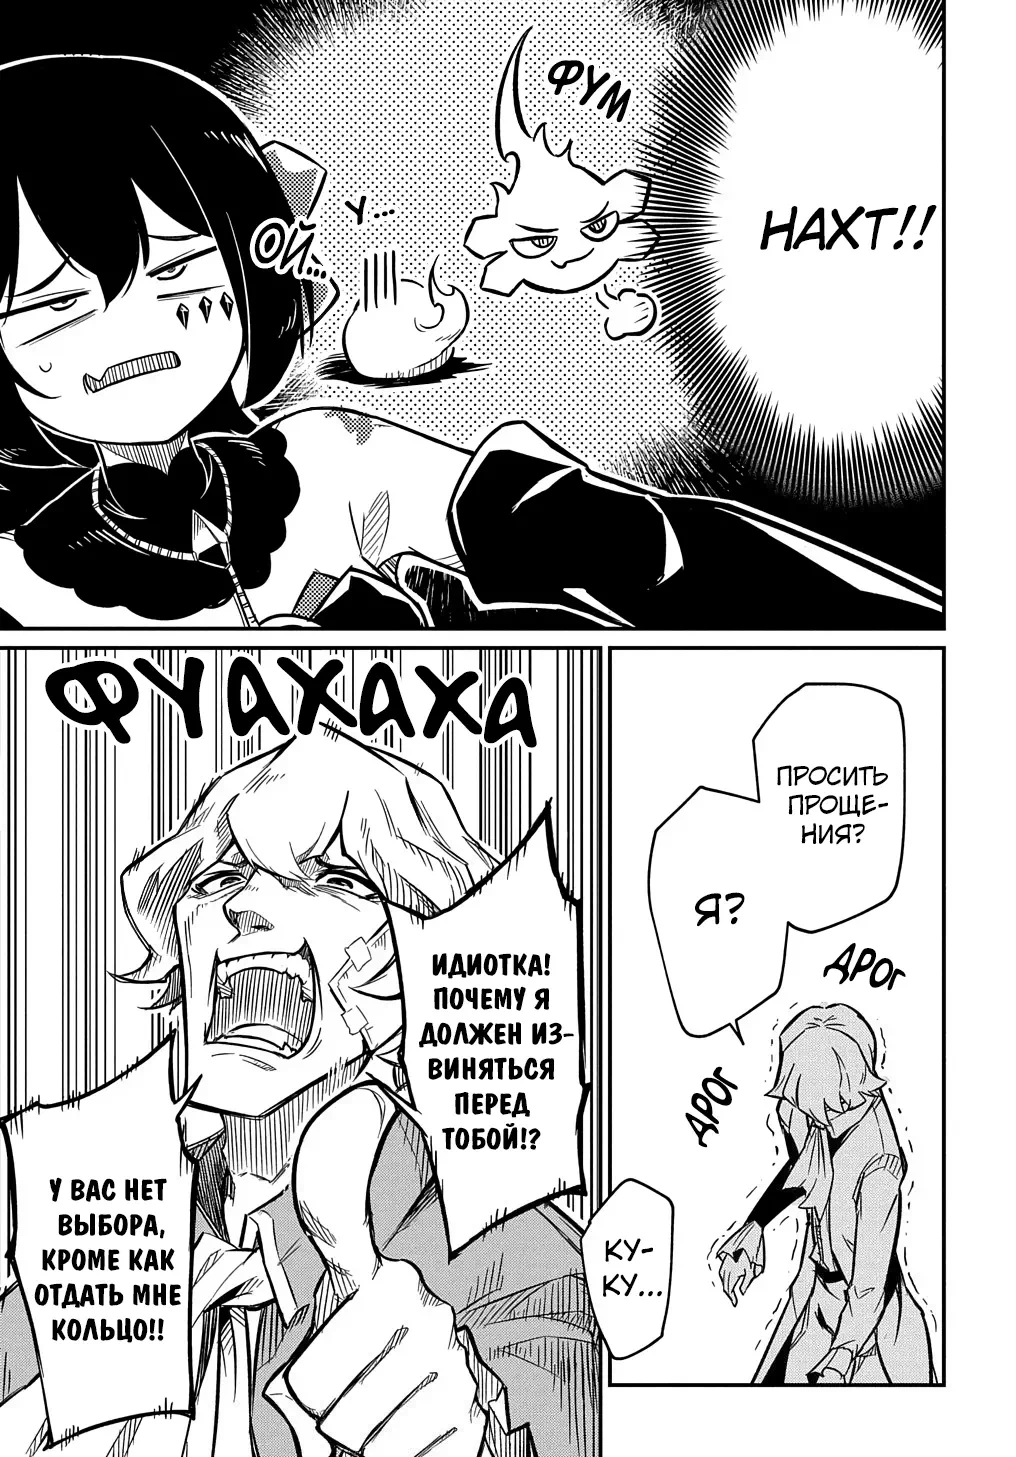 НАХТ!!
ФУМ
У...
ОЙ...
ПРОСИТЬ
ПРОЩЕ-
НИЯ?
Я?
ДРОГ
ДРОГ
КУ-
КУ...
ФУАХАХА
ИДИОТКА!
ПОЧЕМУ Я
ДОЛЖЕН ИЗ-
ВИНЯТЬСЯ
ПЕРЕД
ТОБОЙ!?
У ВАС НЕТ
ВЫБОРА,
КРОМЕ КАК
ОТДАТЬ МНЕ
КОЛЬЦО!!